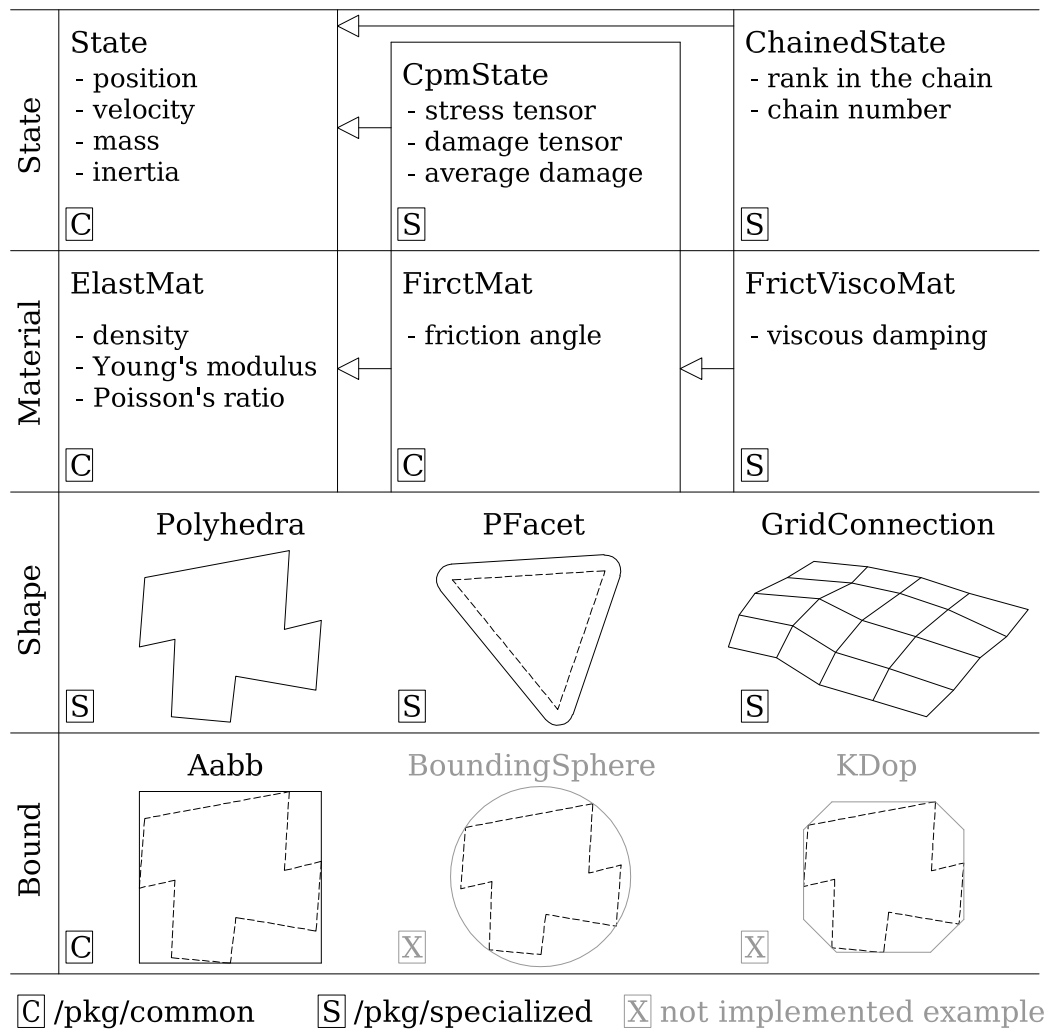 State
State
- position
- velocity
- mass
- inertia
C
CpmState
- stress tensor
- damage tensor
- average damage
S
ChainedState
- rank in the chain
- chain number
S
Material
ElastMat
- density
- Young's modulus
- Poisson's ratio
C
FirctMat
- friction angle
C
FrictViscoMat
- viscous damping
S
Shape
Polyhedra
S
PFacet
S
GridConnection
S
Bound
Aabb
C
BoundingSphere
X
KDop
X
C /pkg/common S /pkg/specialized X not implemented example